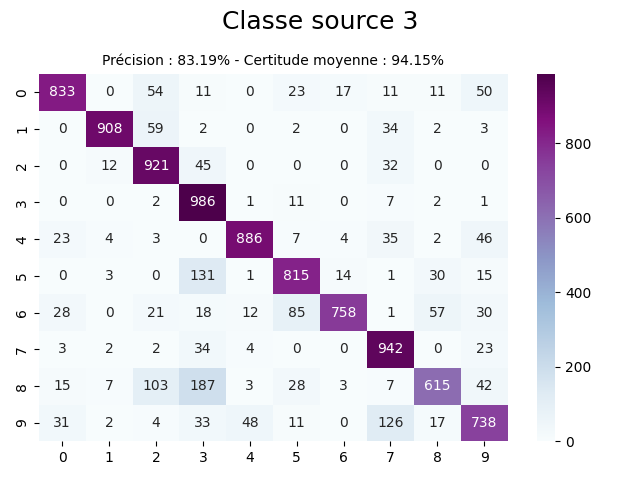 Classe source 3
Précision : 83.19% - Certitude moyenne : 94.15%
0 833 0 54 11 0 23 17 11 11 50
1 0 908 59 2 0 2 0 34 2 3
2 0 12 921 45 0 0 0 32 0 0
3 0 0 2 986 1 11 0 7 2 1
4 23 4 3 0 886 7 4 35 2 46
5 0 3 0 131 1 815 14 1 30 15
6 28 0 21 18 12 85 758 1 57 30
7 3 2 2 34 4 0 0 942 0 23
8 15 7 103 187 3 28 3 7 615 42
9 31 2 4 33 48 11 0 126 17 738
0 1 2 3 4 5 6 7 8 9
800
600
400
200
0